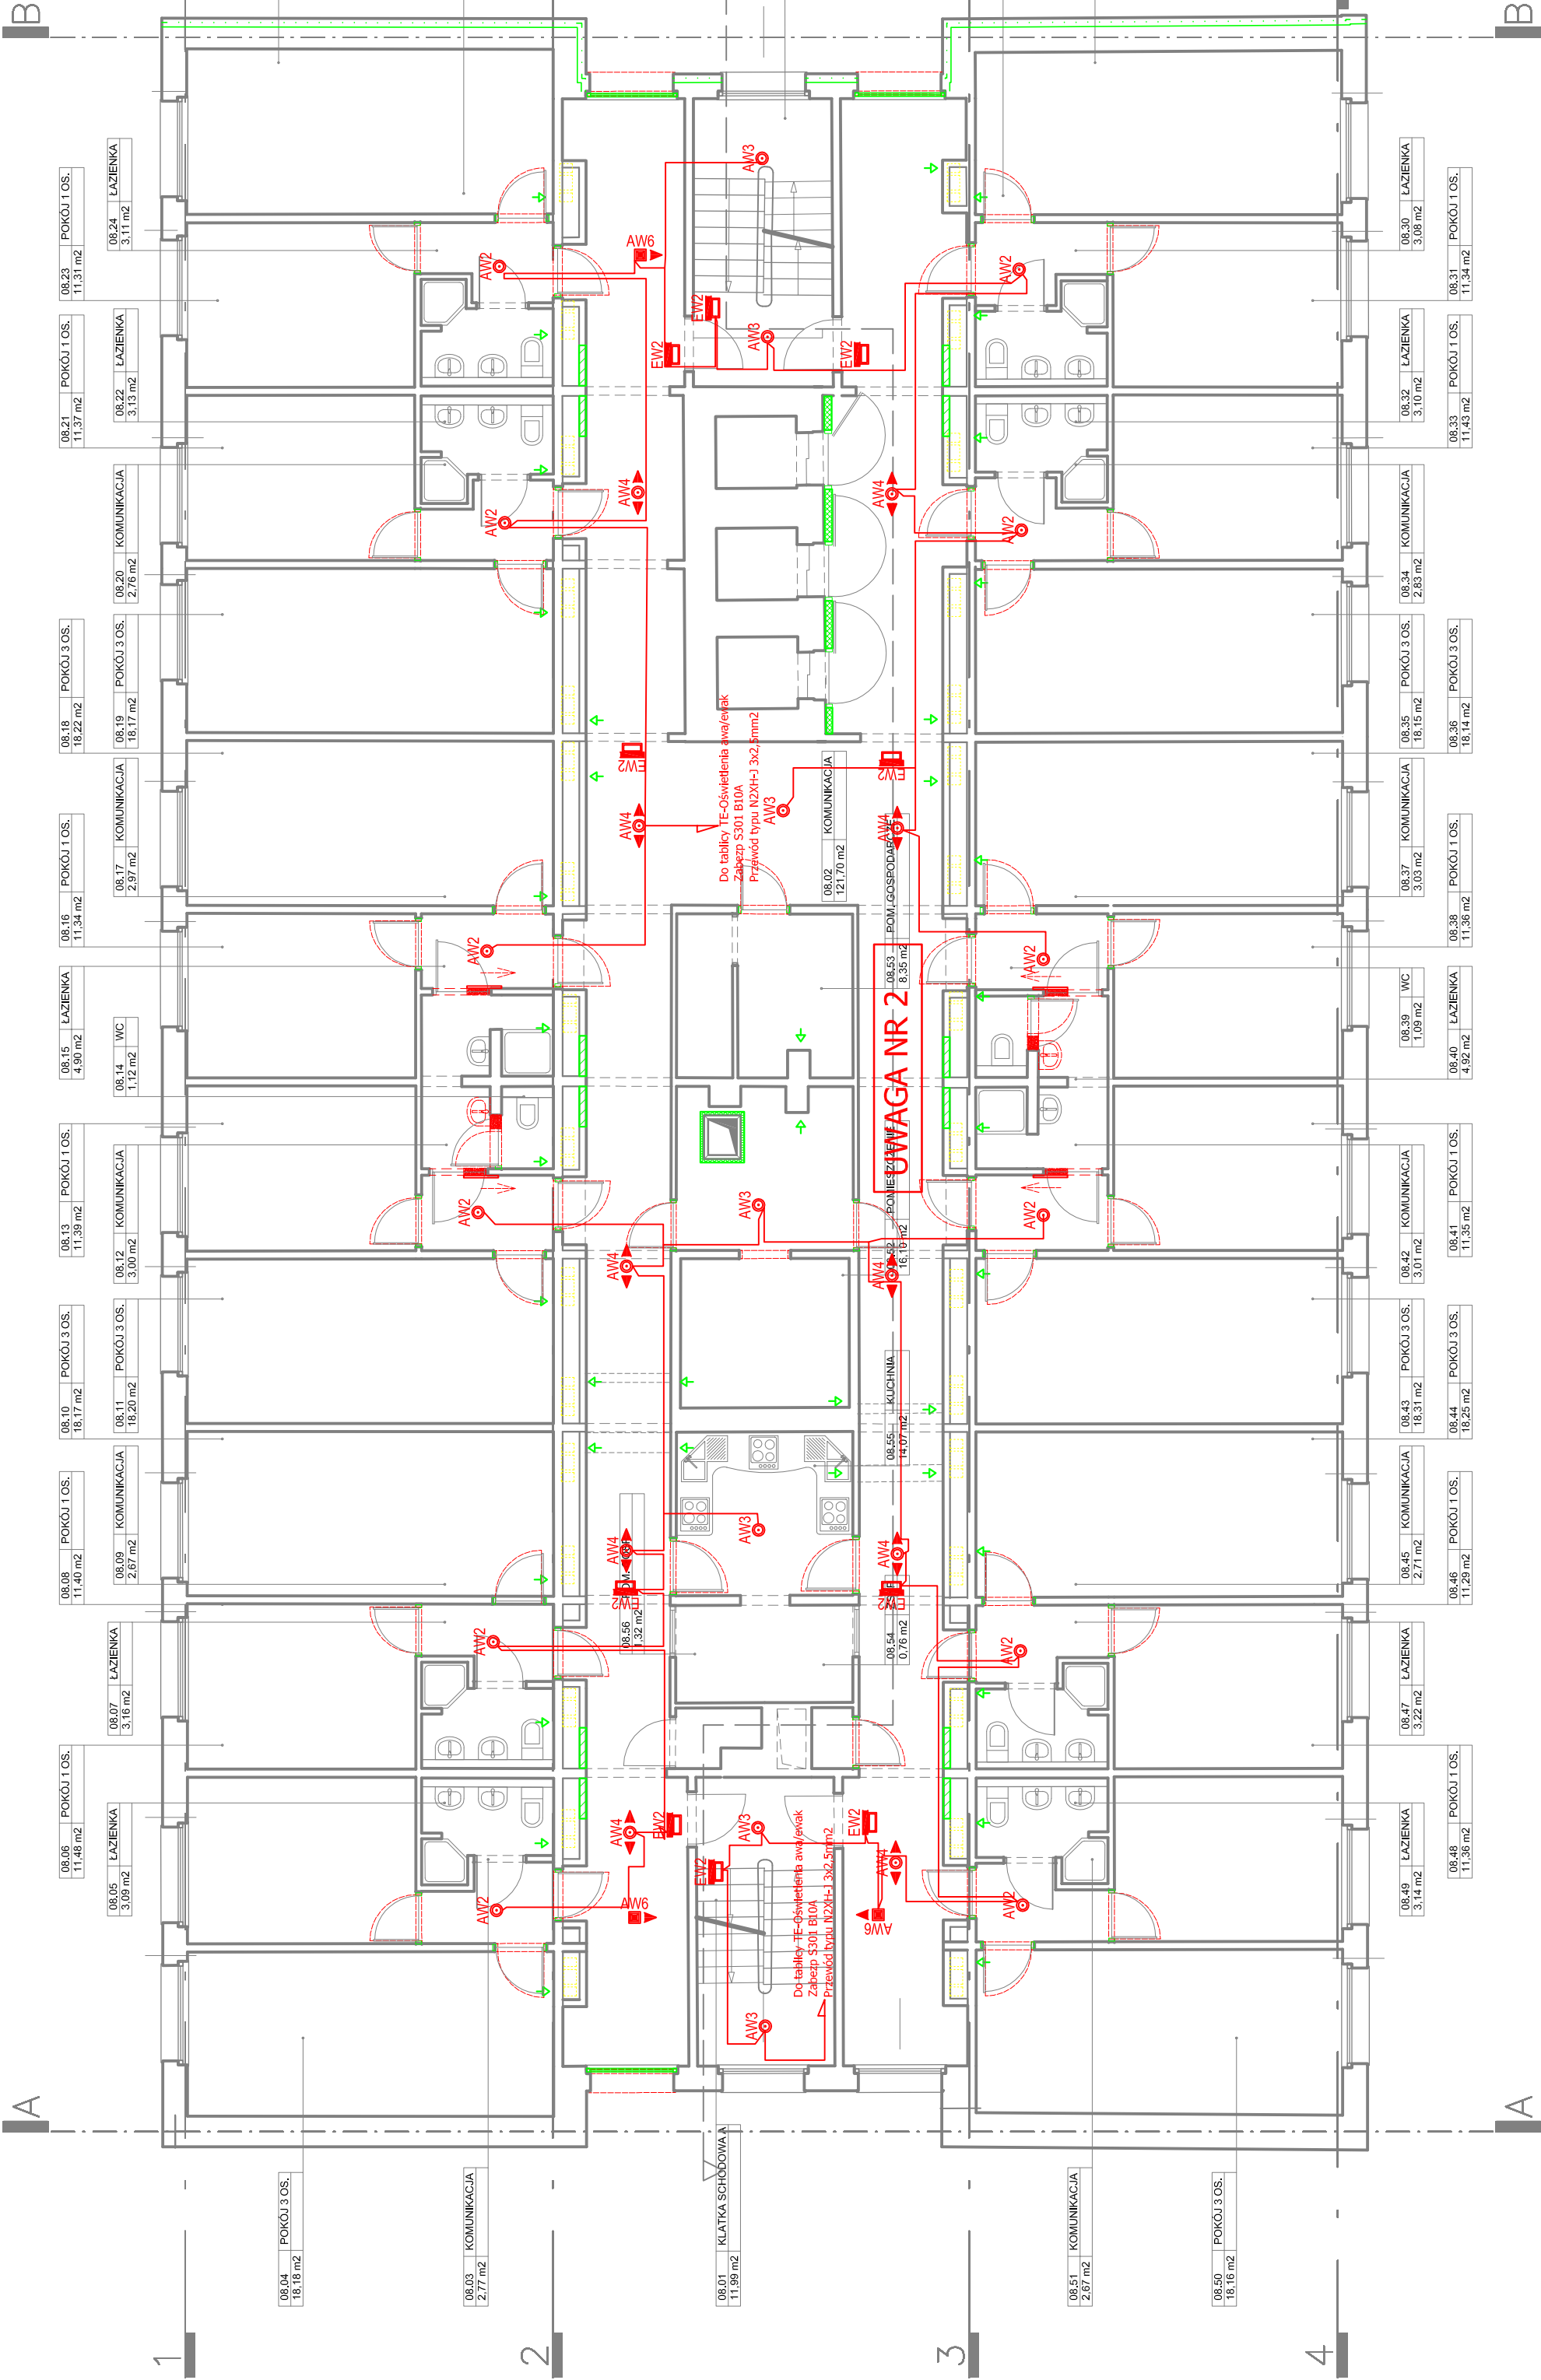 B
B
08.23 POKÓJ 1 OS.
11,31 m2
08.24 ŁAZIENKA
3,11 m2
08.21 POKÓJ 1 OS.
11,37 m2
08.22 ŁAZIENKA
3,13 m2
08.20 KOMUNIKACJA
2,76 m2
08.18 POKÓJ 3 OS.
18,22 m2
08.19 POKÓJ 3 OS.
18,17 m2
08.17 KOMUNIKACJA
2,97 m2
08.16 POKÓJ 1 OS.
11,34 m2
08.15 ŁAZIENKA
4,90 m2
08.14 WC
1,12 m2
08.13 POKÓJ 1 OS.
11,39 m2
08.12 KOMUNIKACJA
3,00 m2
08.10 POKÓJ 3 OS.
18,17 m2
08.11 POKÓJ 3 OS.
18,20 m2
08.09 KOMUNIKACJA
2,67 m2
08.08 POKÓJ 1 OS.
11,40 m2
08.07 ŁAZIENKA
3,16 m2
08.06 POKÓJ 1 OS.
11,48 m2
08.05 ŁAZIENKA
3,09 m2
08.04 POKÓJ 3 OS.
18,18 m2
08.03 KOMUNIKACJA
2,77 m2
08.01 KLATKA SCHODOWA A
11,99 m2
08.51 KOMUNIKACJA
2,67 m2
08.50 POKÓJ 3 OS.
18,16 m2
08.30 ŁAZIENKA
3,08 m2
08.31 POKÓJ 1 OS.
11,34 m2
08.32 ŁAZIENKA
3,10 m2
08.33 POKÓJ 1 OS.
11,43 m2
08.34 KOMUNIKACJA
2,83 m2
08.35 POKÓJ 3 OS.
18,15 m2
08.36 POKÓJ 3 OS.
18,14 m2
08.37 KOMUNIKACJA
3,03 m2
08.38 POKÓJ 1 OS.
11,36 m2
08.39 WC
1,09 m2
08.40 ŁAZIENKA
4,92 m2
08.42 KOMUNIKACJA
3,01 m2
08.41 POKÓJ 1 OS.
11,35 m2
08.43 POKÓJ 3 OS.
18,31 m2
08.44 POKÓJ 3 OS.
18,25 m2
08.45 KOMUNIKACJA
2,71 m2
08.46 POKÓJ 1 OS.
11,29 m2
08.47 ŁAZIENKA
3,22 m2
08.48 POKÓJ 1 OS.
11,36 m2
08.49 ŁAZIENKA
3,14 m2
08.02 KOMUNIKACJA
121,70 m2
08.53 POM. GOSPODARCZE
8,35 m2
POMIESZCZENIE
16,10 m2
08.55 KUCHNIA
14,07 m2
08.54
0,76 m2
08.56
1,32 m2
UWAGA NR 2
Do tablicy TE-Oświetlenia awa/ewak
Zabezp S301 B10A
Przewód typu N2XH-J 3x2,5mm2
Do tablicy TE-Oświetlenia awa/ewak
Zabezp S301 B10A
Przewód typu N2XH-J 3x2,5mm2
AW3
AW6
AW2
AW2
EW2
EW2
AW3
EW2
AW2
AW4
AW4
AW2
EW2
AW4
AW3
EW2
AW4
AW2
AW2
AW2
AW4
AW3
AW4
AW2
AW4
AW3
AW4
EW2
EW2
AW2
AW2
AW4
EW2
AW3
EW2
EW2
AW4
AW2
AW6
AW6
AW2
AW3
A
A
1
2
3
4